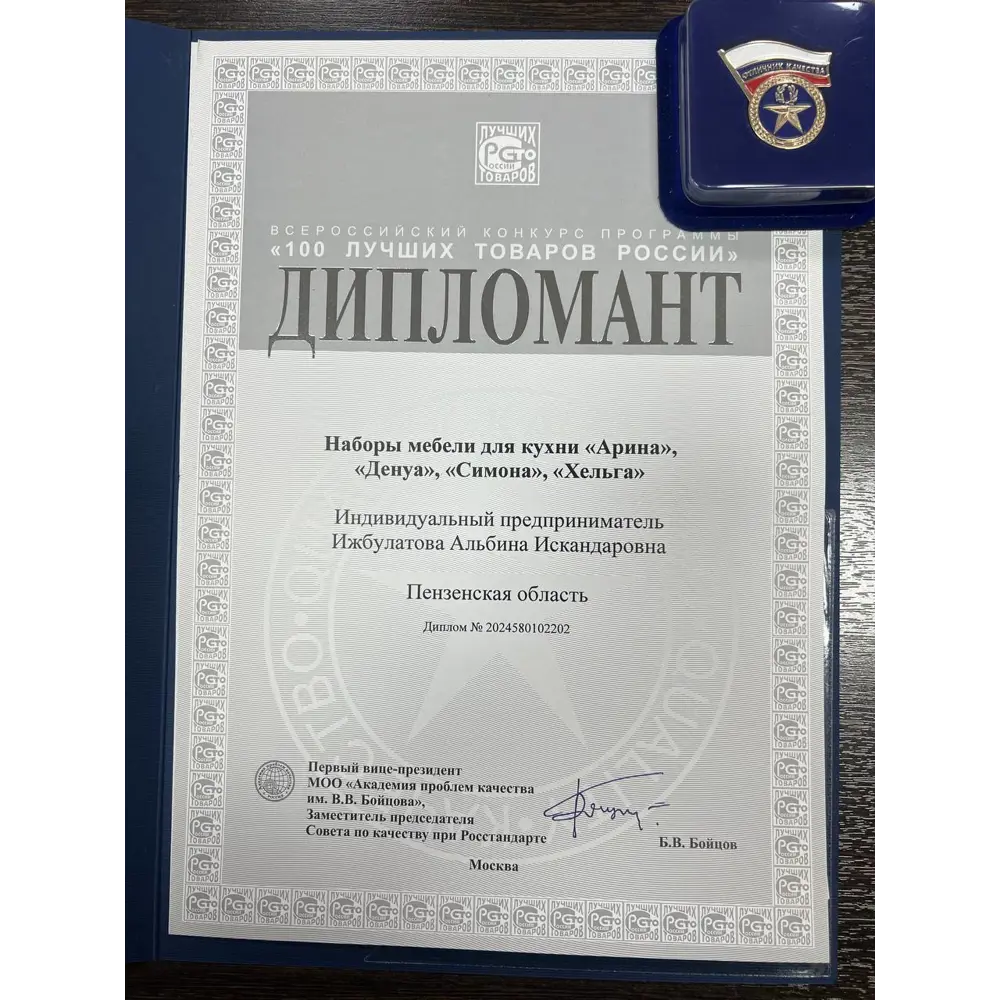 ОТЛИЧНИК КАЧЕСТВА
ЛУЧШИХ
PGTO
РОССИИ
ТОВАРОВ
ВСЕРОССИЙСКИЙ КОНКУРС ПРОГРАММЫ
«100 ЛУЧШИХ ТОВАРОВ РОССИИ»
ДИПЛОМАНТ
Наборы мебели для кухни «Арина»,
«Денуа», «Симона», «Хельга»
Индивидуальный предприниматель
Ижбулатова Альбина Искандаровна
Пензенская область
Диплом № 2024580102202
Первый вице-президент
МОО «Академия проблем качества
им. В.В. Бойцова»,
Заместитель председателя
Совета по качеству при Росстандарте
Б.В. Бойцов
Москва